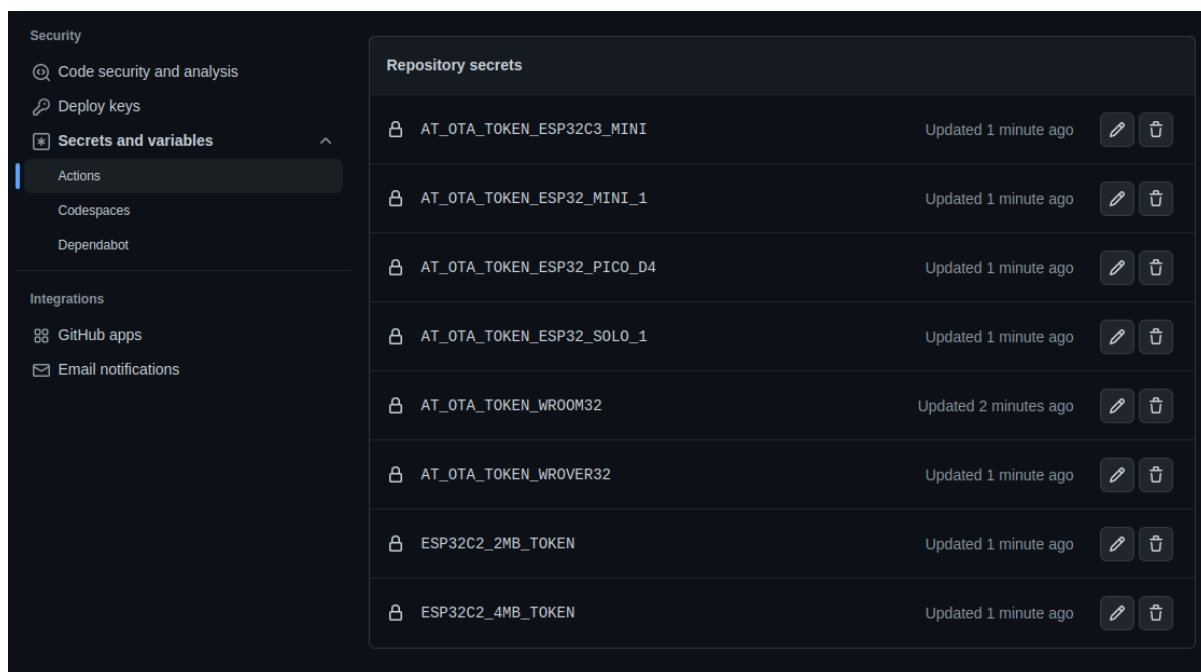 Security
Code security and analysis
Deploy keys
Secrets and variables
Actions
Codespaces
Dependabot
Integrations
GitHub apps
Email notifications
Repository secrets
AT_OTA_TOKEN_ESP32C3_MINI Updated 1 minute ago
AT_OTA_TOKEN_ESP32_MINI_1 Updated 1 minute ago
AT_OTA_TOKEN_ESP32_PICO_D4 Updated 1 minute ago
AT_OTA_TOKEN_ESP32_SOLO_1 Updated 1 minute ago
AT_OTA_TOKEN_WROOM32 Updated 2 minutes ago
AT_OTA_TOKEN_WROVER32 Updated 1 minute ago
ESP32C2_2MB_TOKEN Updated 1 minute ago
ESP32C2_4MB_TOKEN Updated 1 minute ago